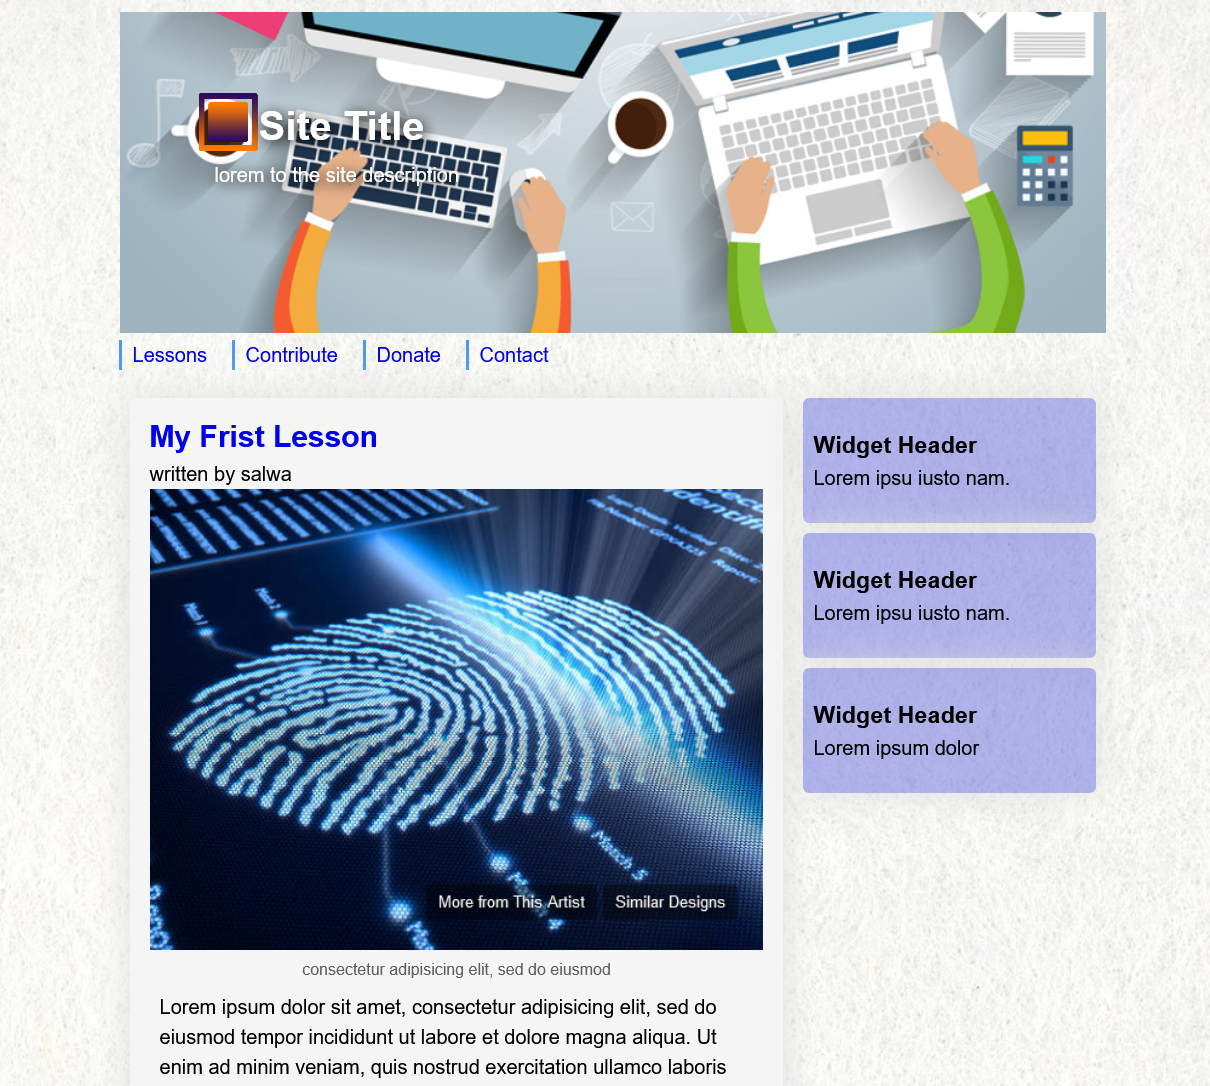 Site Title
lorem to the site description
Lessons
Contribute
Donate
Contact
My Frist Lesson
written by salwa
Report:
March 5
More from This Artist
Similar Designs
consectetur adipisicing elit, sed do eiusmod
Lorem ipsum dolor sit amet, consectetur adipisicing elit, sed do
eiusmod tempor incididunt ut labore et dolore magna aliqua. Ut
enim ad minim veniam, quis nostrud exercitation ullamco laboris
Widget Header
Lorem ipsu iusto nam.
Widget Header
Lorem ipsu iusto nam.
Widget Header
Lorem ipsum dolor